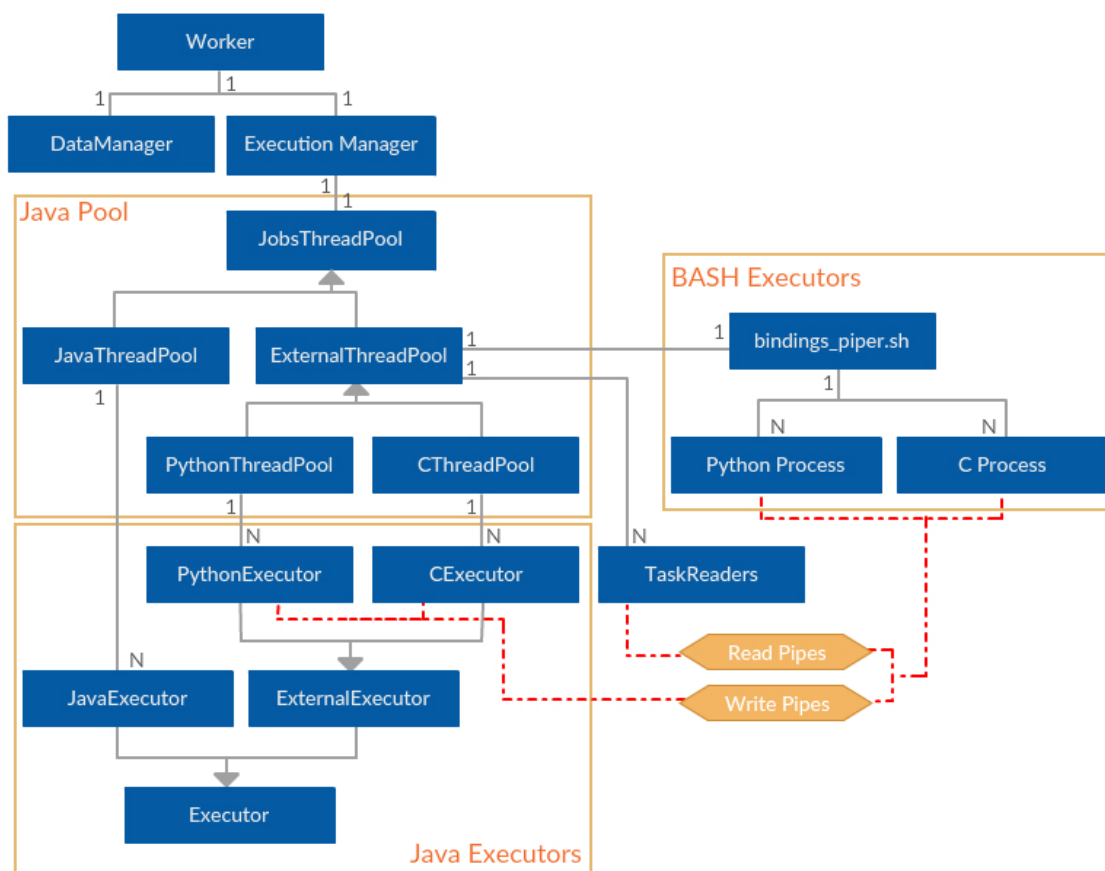 Worker
1
1
1
DataManager
Execution Manager
1
1
Java Pool
JobsThreadPool
BASH Executors
JavaThreadPool
ExternalThreadPool
1
1
bindings_piper.sh
1
1
1
N
N
PythonThreadPool
CThreadPool
Python Process
C Process
1
1
N
N
N
PythonExecutor
CExecutor
TaskReaders
Read Pipes
N
JavaExecutor
ExternalExecutor
Write Pipes
Executor
Java Executors